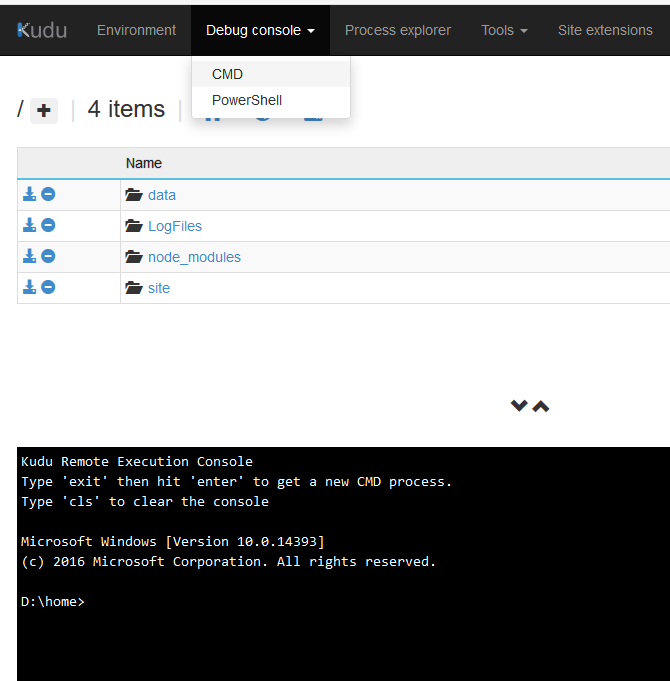 Kudu Environment Debug console Process explorer Tools Site extensions
CMD
PowerShell
/ + | 4 items |
Name
data
LogFiles
node_modules
site
Kudu Remote Execution Console
Type 'exit' then hit 'enter' to get a new CMD process.
Type 'cls' to clear the console
Microsoft Windows [Version 10.0.14393]
(c) 2016 Microsoft Corporation. All rights reserved.
D:\home>